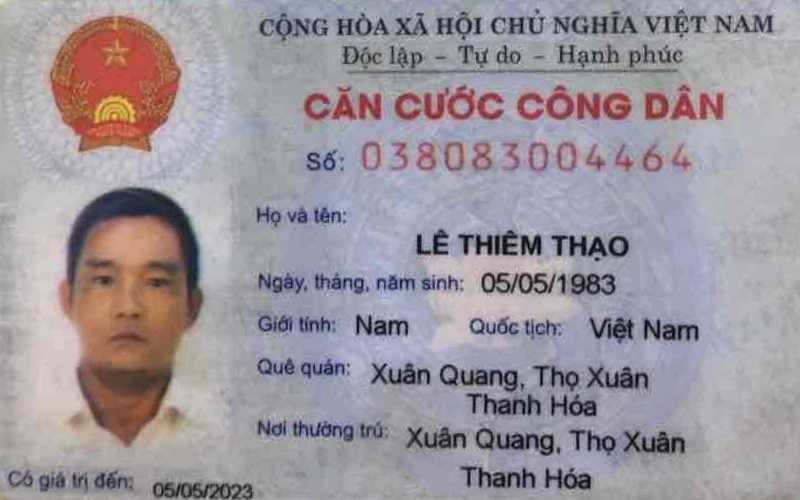 CỘNG HÒA XÃ HỘI CHỦ NGHĨA VIỆT NAM
Độc lập – Tự do – Hạnh phúc
CĂN CƯỚC CÔNG DÂN
Số: 038083004464
Họ và tên:
LÊ THIÊM THẠO
Ngày, tháng, năm sinh: 05/05/1983
Giới tính: Nam Quốc tịch: Việt Nam
Quê quán: Xuân Quang, Thọ Xuân
Thanh Hóa
Nơi thường trú: Xuân Quang, Thọ Xuân
Thanh Hóa
Có giá trị đến: 05/05/2023